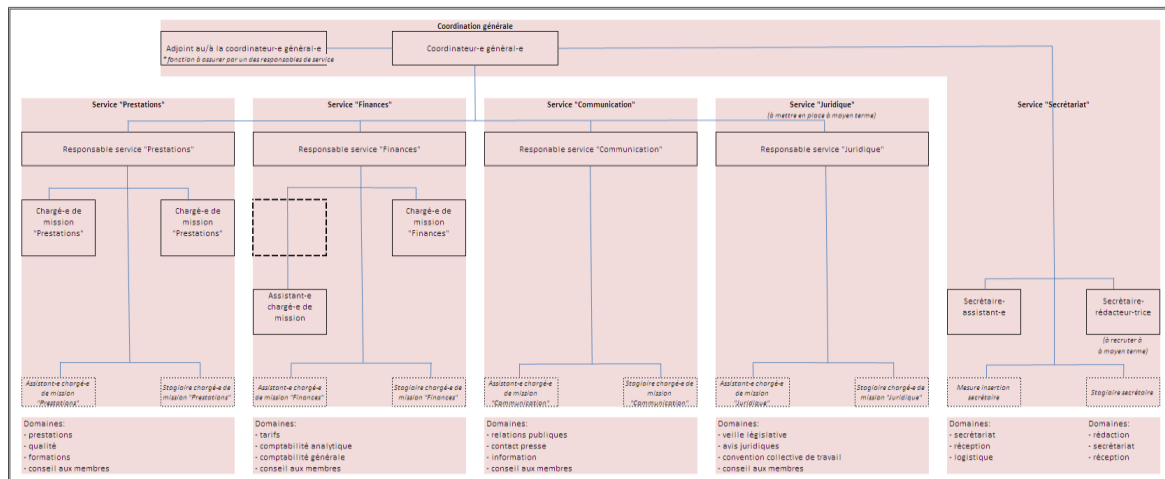 Coordination générale
Adjoint au/à la coordinateur-e général-e
* fonction à assurer par un des responsables de service
Coordinateur-e général-e
Service "Prestations"
Service "Finances"
Service "Communication"
Service "Juridique"
(à mettre en place à moyen terme)
Service "Secrétariat"
Responsable service "Prestations"
Responsable service "Finances"
Responsable service "Communication"
Responsable service "Juridique"
Chargé-e de
mission
"Prestations"
Chargé-e de
mission
"Prestations"
Chargé-e de
mission
"Finances"
Assistant-e
chargé-e de
mission
Secrétaire-
assistant-e
Secrétaire-
rédacteur-trice
(à recruter à
à moyen terme)
Assistant-e chargé-e
de mission
"Prestations"
Stagiaire chargé-e de
mission "Prestations"
Assistant-e chargé-e
de mission "Finances"
Stagiaire chargé-e de
mission "Finances"
Assistant-e chargé-e
de mission
"Communication"
Stagiaire chargé-e de
mission
"Communication"
Assistant-e chargé-e
de mission
"Juridique"
Stagiaire chargé-e de
mission "Juridique"
Mesure insertion
secrétaire
Stagiaire secrétaire
Domaines:
- prestations
- qualité
- formations
- conseil aux membres
Domaines:
- tarifs
- comptabilité analytique
- comptabilité générale
- conseil aux membres
Domaines:
- relations publiques
- contact presse
- information
- conseil aux membres
Domaines:
- veille législative
- avis juridiques
- convention collective de travail
- conseil aux membres
Domaines:
- secrétariat
- réception
- logistique
Domaines:
- rédaction
- secrétariat
- réception